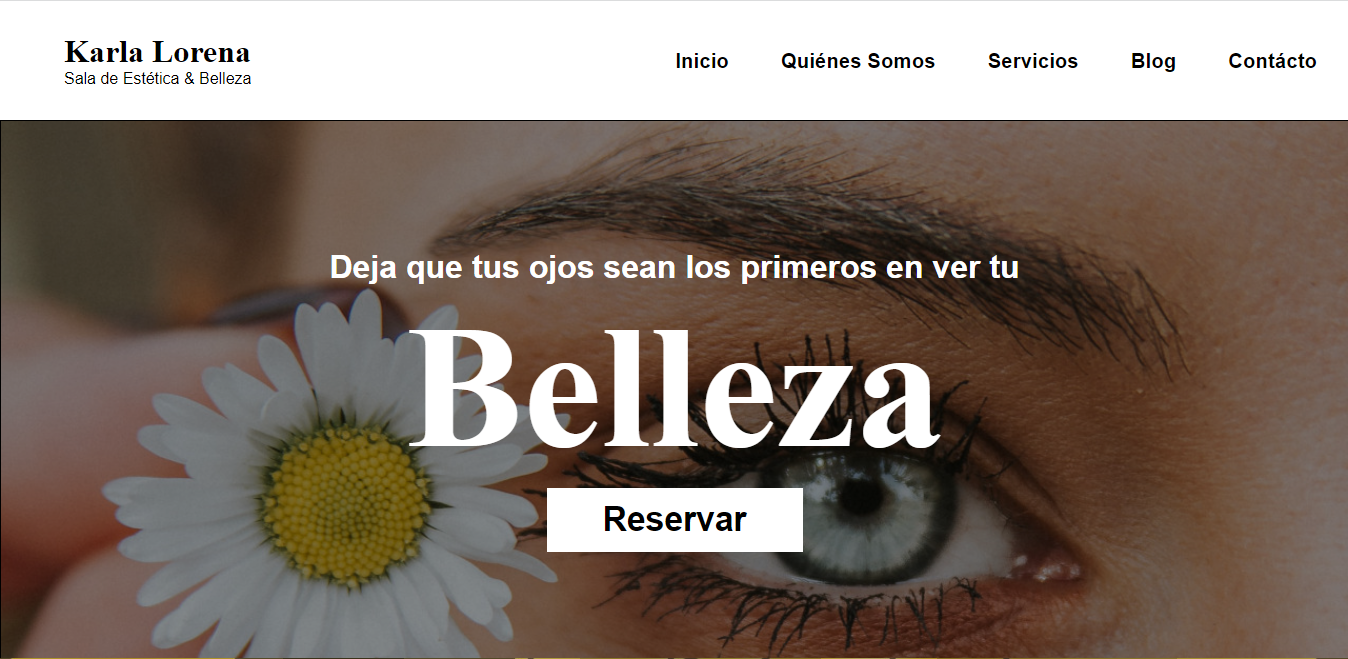 Karla Lorena
Sala de Estética & Belleza
Inicio Quiénes Somos Servicios Blog Contácto
Deja que tus ojos sean los primeros en ver tu
Belleza
Reservar